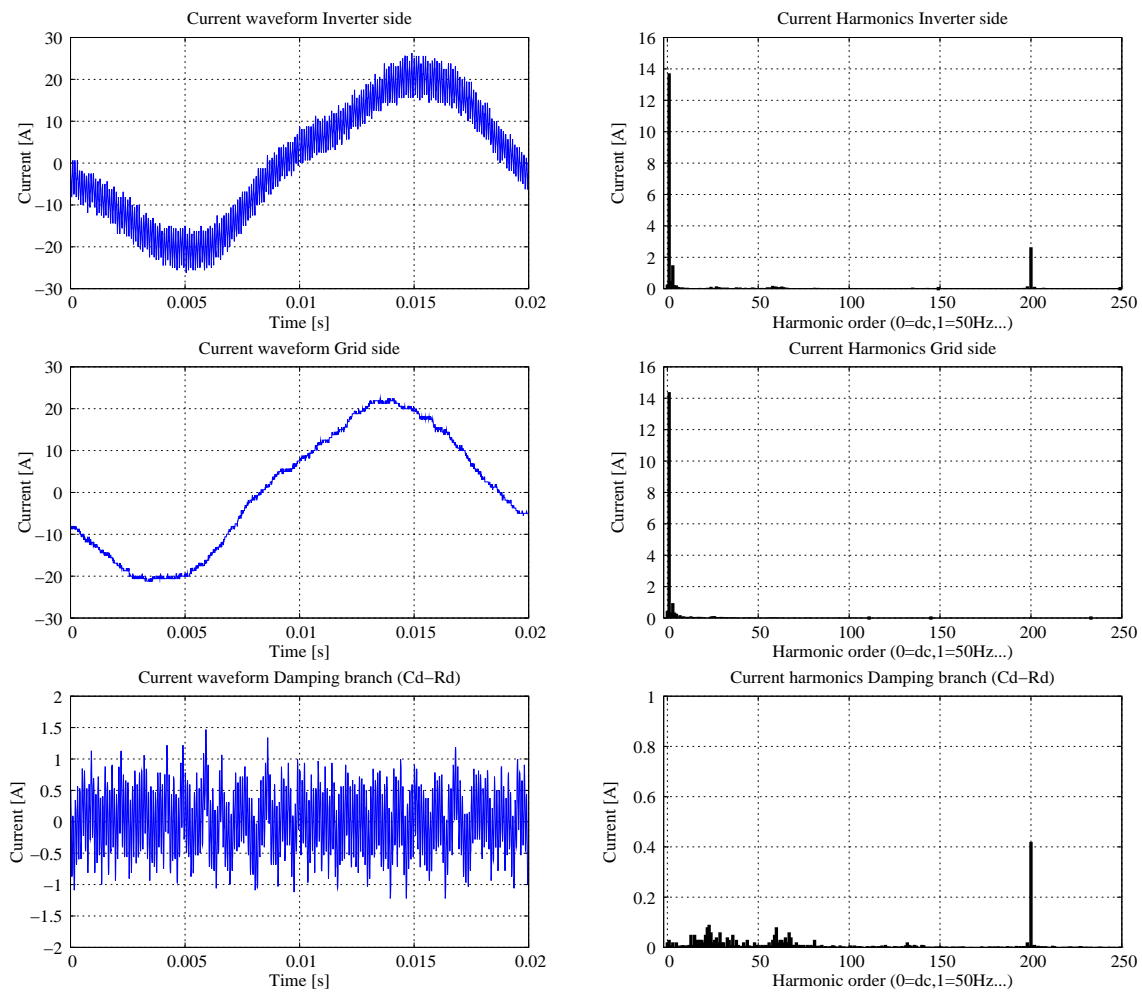 Current waveform Inverter side
30
20
10
0
−10
−20
−30
Current [A]
0 0.005 0.01 0.015 0.02
Time [s]
Current Harmonics Inverter side
16
14
12
10
8
6
4
2
0
Current [A]
0 50 100 150 200 250
Harmonic order (0=dc,1=50Hz...)
Current waveform Grid side
30
20
10
0
−10
−20
−30
Current [A]
0 0.005 0.01 0.015 0.02
Time [s]
Current Harmonics Grid side
16
14
12
10
8
6
4
2
0
Current [A]
0 50 100 150 200 250
Harmonic order (0=dc,1=50Hz...)
Current waveform Damping branch (Cd−Rd)
2
1.5
1
0.5
0
−0.5
−1
−1.5
−2
Current [A]
0 0.005 0.01 0.015 0.02
Time [s]
Current harmonics Damping branch (Cd−Rd)
1
0.8
0.6
0.4
0.2
0
Current [A]
0 50 100 150 200 250
Harmonic order (0=dc,1=50Hz...)